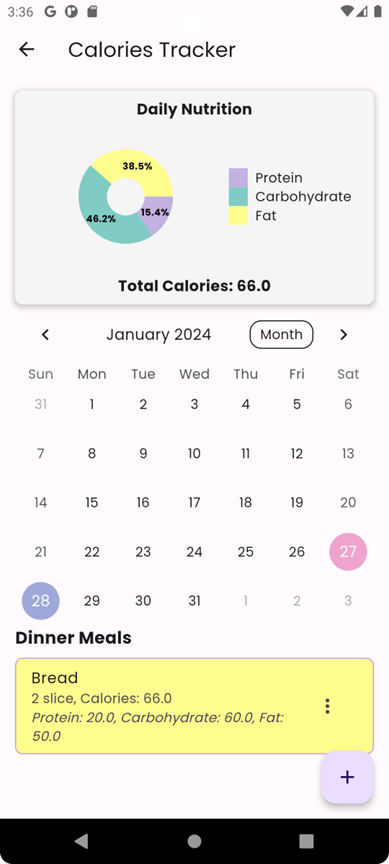 3:36
Calories Tracker
Daily Nutrition
38.5%
46.2%
15.4%
Protein
Carbohydrate
Fat
Total Calories: 66.0
January 2024 Month
Sun Mon Tue Wed Thu Fri Sat
31 1 2 3 4 5 6
7 8 9 10 11 12 13
14 15 16 17 18 19 20
21 22 23 24 25 26 27
28 29 30 31 1 2 3
Dinner Meals
Bread
2 slice, Calories: 66.0
Protein: 20.0, Carbohydrate: 60.0, Fat:
50.0